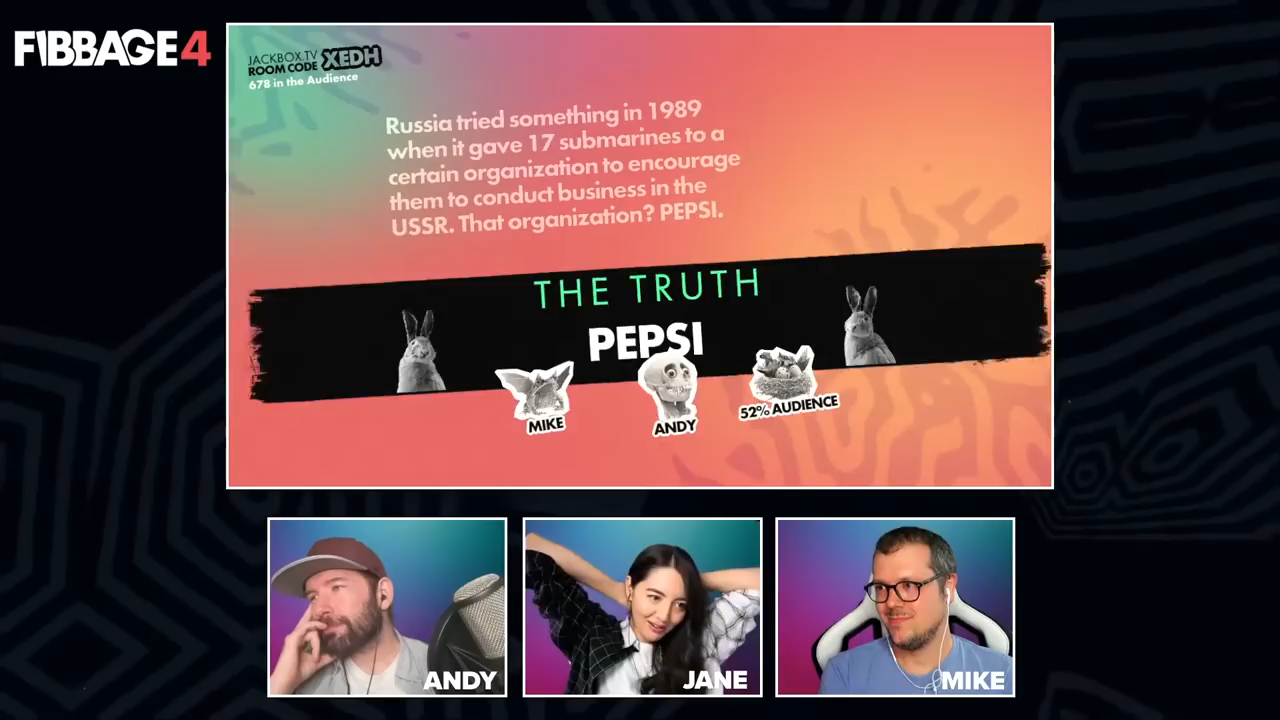 FIBBAGE 4
JACKBOX.TV
ROOM CODE XEDH
678 in the Audience
Russia tried something in 1989
when it gave 17 submarines to a
certain organization to encourage
them to conduct business in the
USSR. That organization? PEPSI.
THE TRUTH
PEPSI
MIKE
ANDY
52% AUDIENCE
ANDY
JANE
MIKE